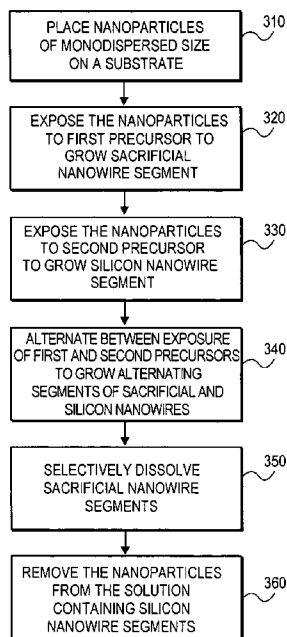 PLACE NANOPARTICLES
OF MONODISPERSED SIZE
ON A SUBSTRATE
310
EXPOSE THE NANOPARTICLES
TO FIRST PRECURSOR TO
GROW SACRIFICIAL
NANOWIRE SEGMENT
320
EXPOSE THE NANOPARTICLES
TO SECOND PRECURSOR
TO GROW SILICON NANOWIRE
SEGMENT
330
ALTERNATE BETWEEN EXPOSURE
OF FIRST AND SECOND PRECURSORS
TO GROW ALTERNATING
SEGMENTS OF SACRIFICIAL AND
SILICON NANOWIRES
340
SELECTIVELY DISSOLVE
SACRIFICIAL NANOWIRE
SEGMENTS
350
REMOVE THE NANOPARTICLES
FROM THE SOLUTION
CONTAINING SILICON
NANOWIRE SEGMENTS
360